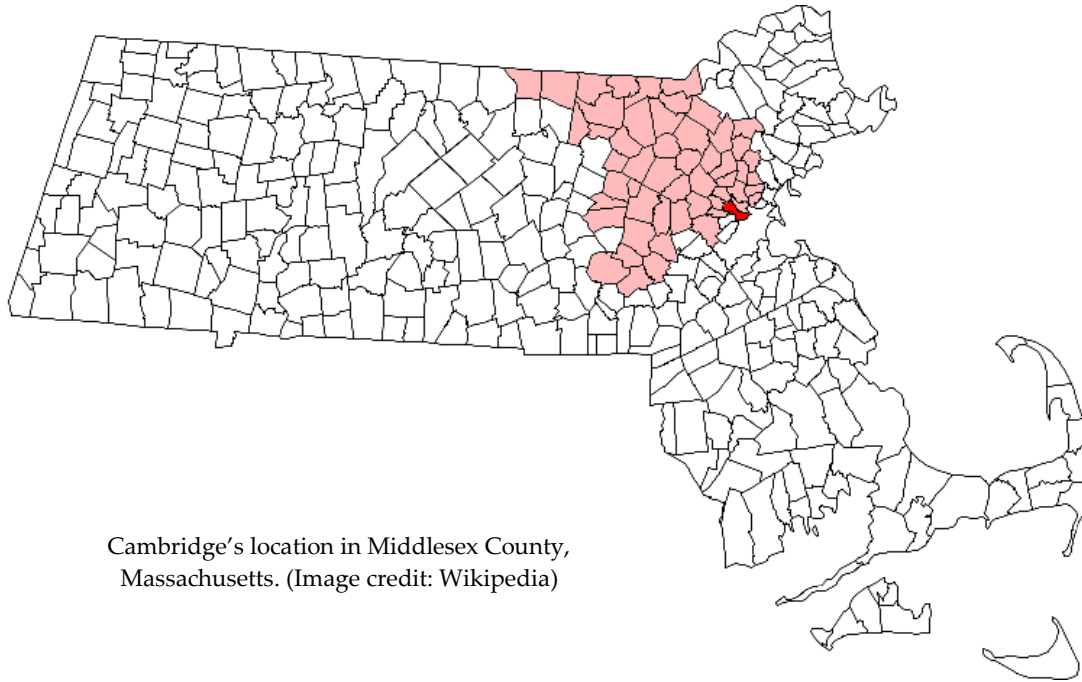 Cambridge’s location in Middlesex County,
Massachusetts. (Image credit: Wikipedia)